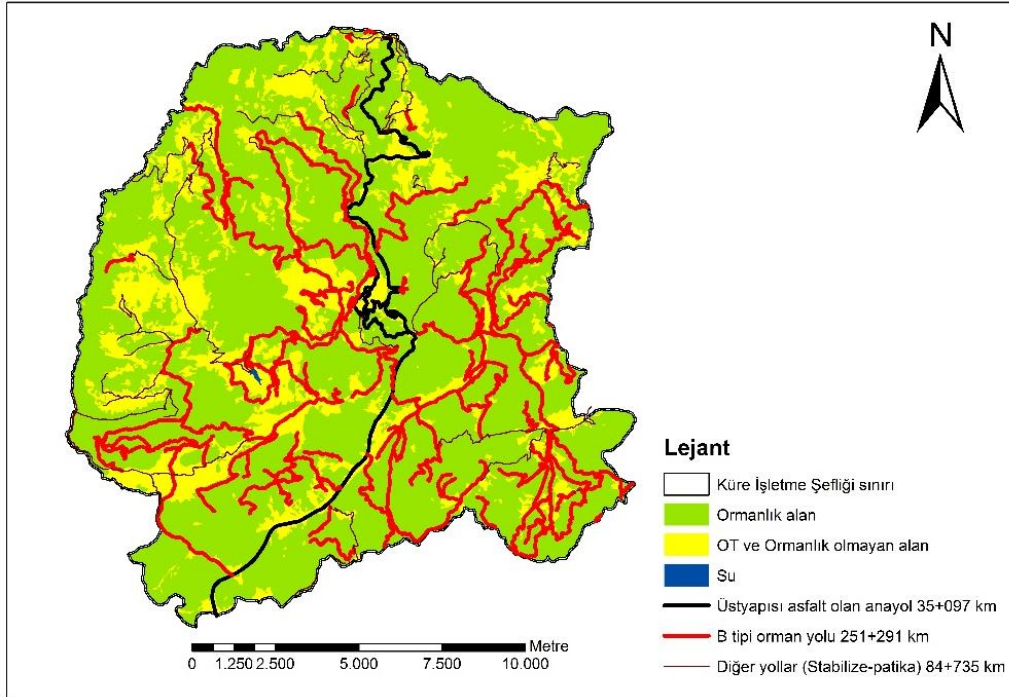 N
Lejant
Küre İşletme Şefliği sınırı
Ormanlık alan
OT ve Ormanlık olmayan alan
Su
Üstyapısı asfalt olan anayol 35+097 km
B tipi orman yolu 251+291 km
Diğer yollar (Stabilize-patika) 84+735 km
Metre
0 1.250 2.500 5.000 7.500 10.000